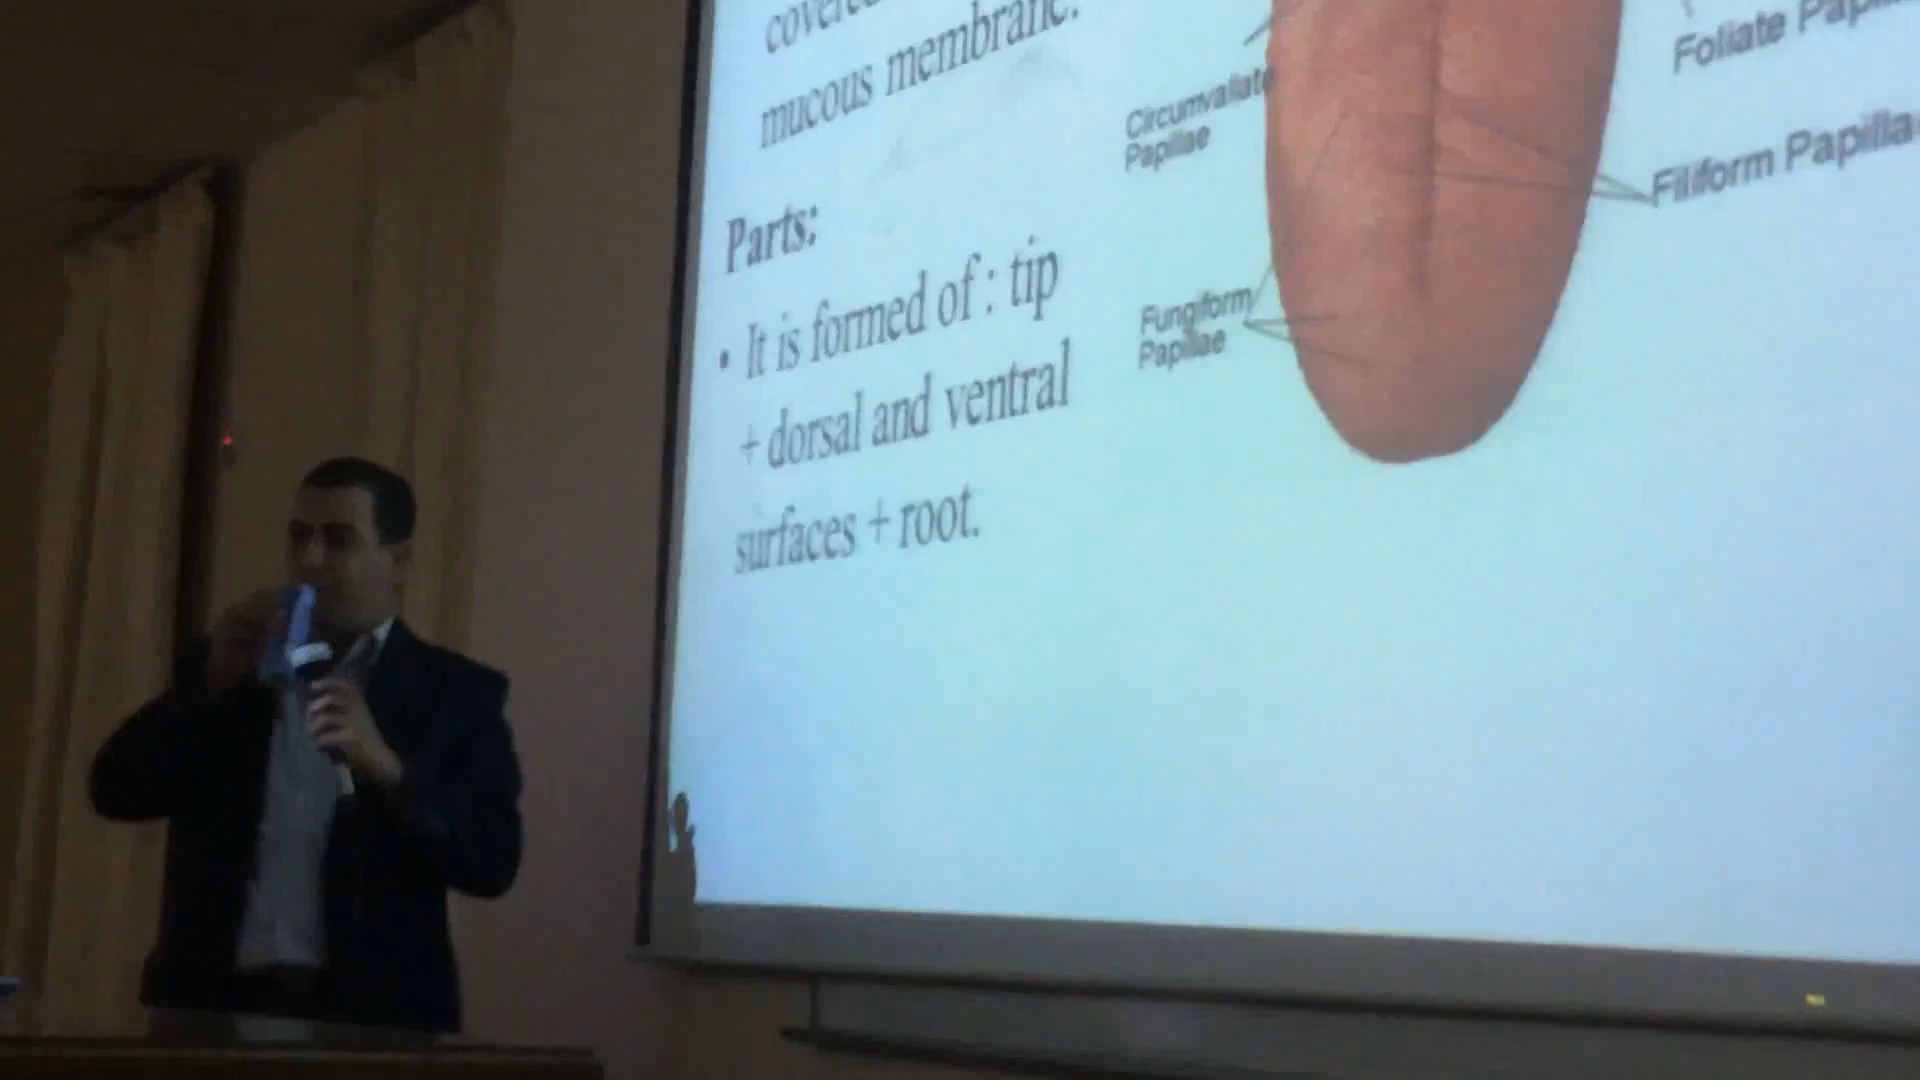 covered
mucous membrane.
Parts:
• It is formed of : tip
+ dorsal and ventral
surfaces + root.
Circumvallate
Papillae
Fungiform
Papillae
Foliate
Filiform